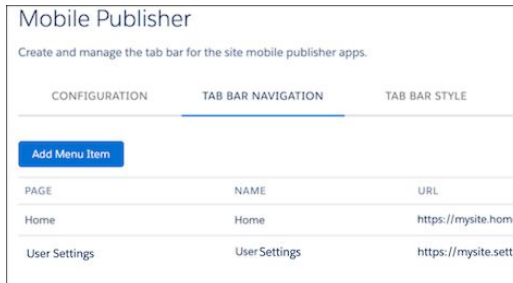 Mobile Publisher
Create and manage the tab bar for the site mobile publisher apps.
CONFIGURATION TAB BAR NAVIGATION TAB BAR STYLE
Add Menu Item
PAGE NAME URL
Home Home https://mysite.hom
User Settings User Settings https://mysite.sett